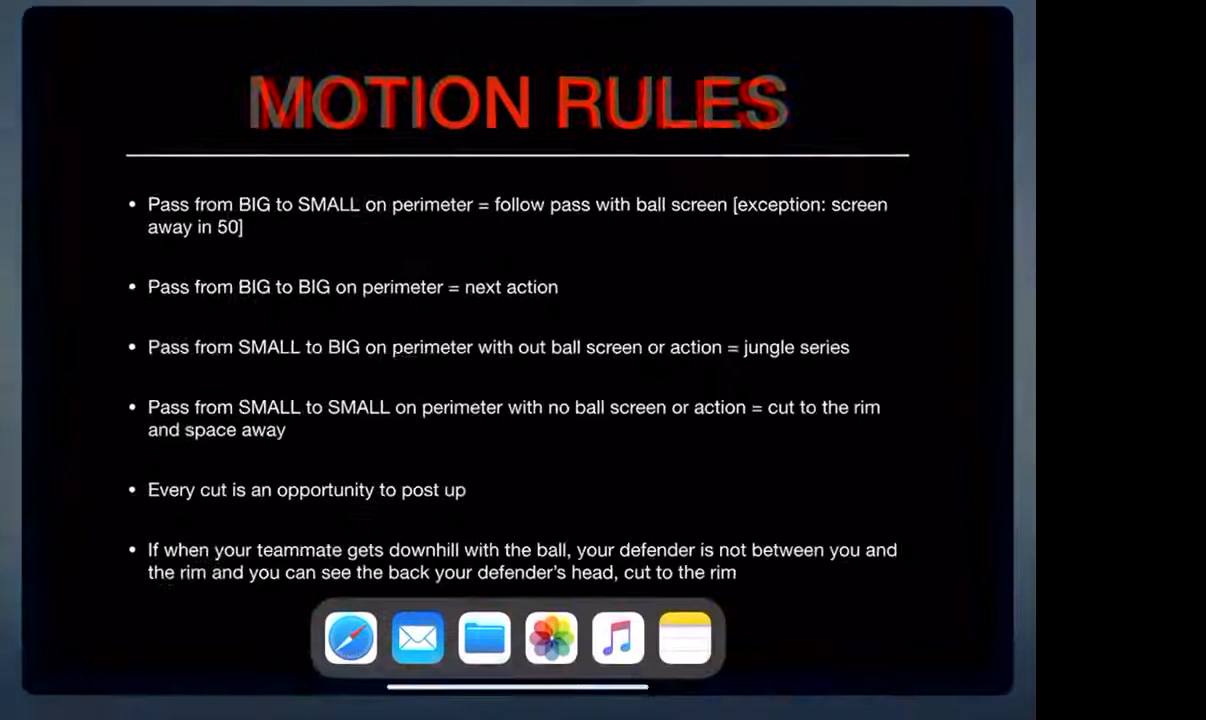 MOTION RULES
• Pass from BIG to SMALL on perimeter = follow pass with ball screen [exception: screen
away in 50]
• Pass from BIG to BIG on perimeter = next action
• Pass from SMALL to BIG on perimeter with out ball screen or action = jungle series
• Pass from SMALL to SMALL on perimeter with no ball screen or action = cut to the rim
and space away
• Every cut is an opportunity to post up
• If when your teammate gets downhill with the ball, your defender is not between you and
the rim and you can see the back your defender's head, cut to the rim